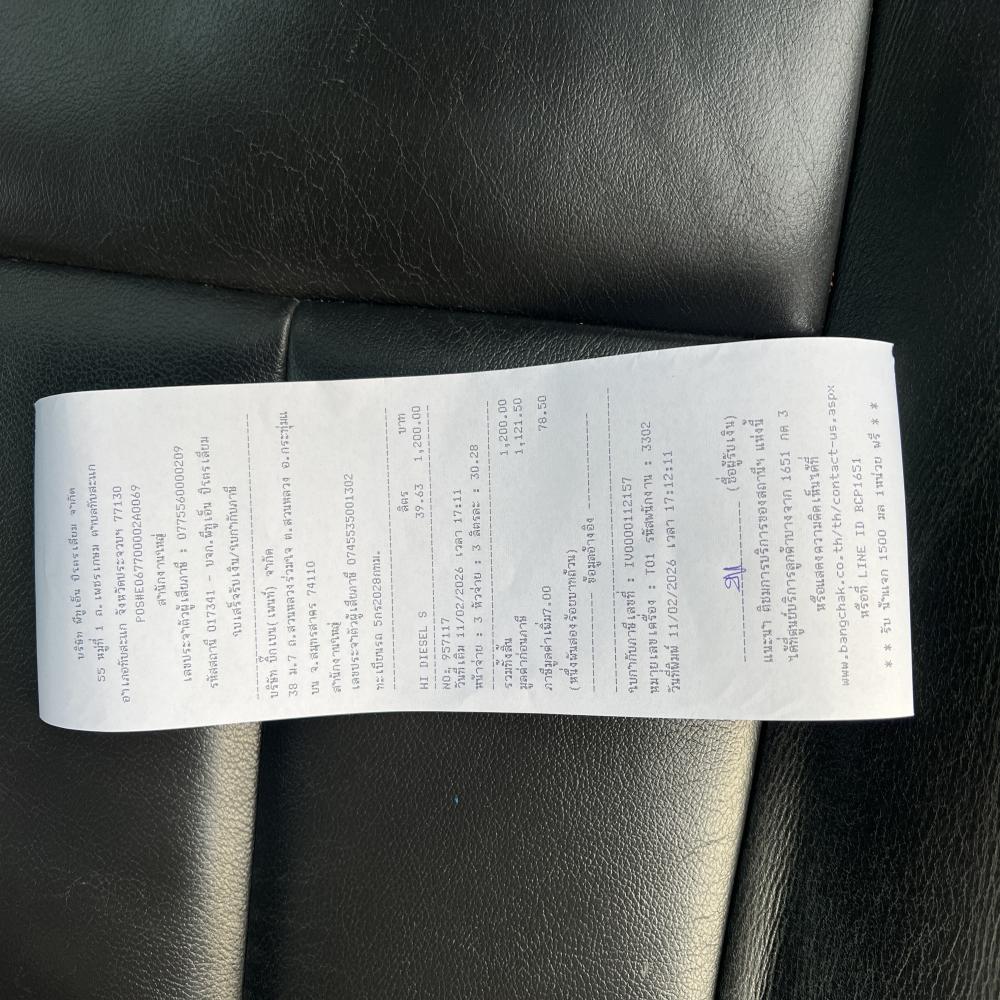 บริษัท พีทูเอ็น ปิโตรเลียม จำกัด
55 หมู่ที่ 1 ถ.เพชรเกษม ตำบลทับสะแก
อำเภอทับสะแก จังหวัดประจวบฯ 77130
POSHE067700002A0069
สำนักงานใหญ่
เลขประจำตัวผู้เสียภาษี : 0775560000209
รหัสสถานี 017341 - บจก.พีทูเอ็น ปิโตรเลียม
ใบเสร็จรับเงิน/ใบกำกับภาษี
บริษัท บิ๊กเบน(เพนท์) จำกัด
38 ม.7 ถ.สวนหลวงร่วมใจ ต.สวนหลวง อ.กระทุ่มแ
บน จ.สมุทรสาคร 74110
สำนักงานใหญ่
เลขประจำตัวผู้เสียภาษี 0745535001302
ทะเบียนรถ 5กร2028กทม.
ลิตร บาท
HI DIESEL S 39.63 1,200.00
NO. 957117
วันที่เติม 11/02/2026 เวลา 17:11
หน้าจ่าย : 3 หัวจ่าย : 3 ลิตรละ : 30.28
รวมทั้งสิ้น 1,200.00
มูลค่าก่อนภาษี 1,121.50
ภาษีมูลค่าเพิ่ม7.00 78.50
(หนึ่งพันสองร้อยบาทถ้วน)
ข้อมูลอ้างอิง
ใบกำกับภาษีเลขที่ : IV0000112157
หมายเลขเครื่อง : T01 รหัสพนักงาน : 3302
วันที่พิมพ์ 11/02/2026 เวลา 17:12:11
(ชื่อผู้รับเงิน)
แนะนำ ติชมการบริการของสถานีฯ แห่งนี้
ได้ที่ศูนย์บริการลูกค้าบางจาก 1651 กด 3
หรือแสดงความคิดเห็นได้ที่
www.bangchak.co.th/th/contact-us.aspx
หรือที่ LINE ID BCP1651
* * รับ น้ำแจก 1500 มล 1หน่วย ฟรี * *